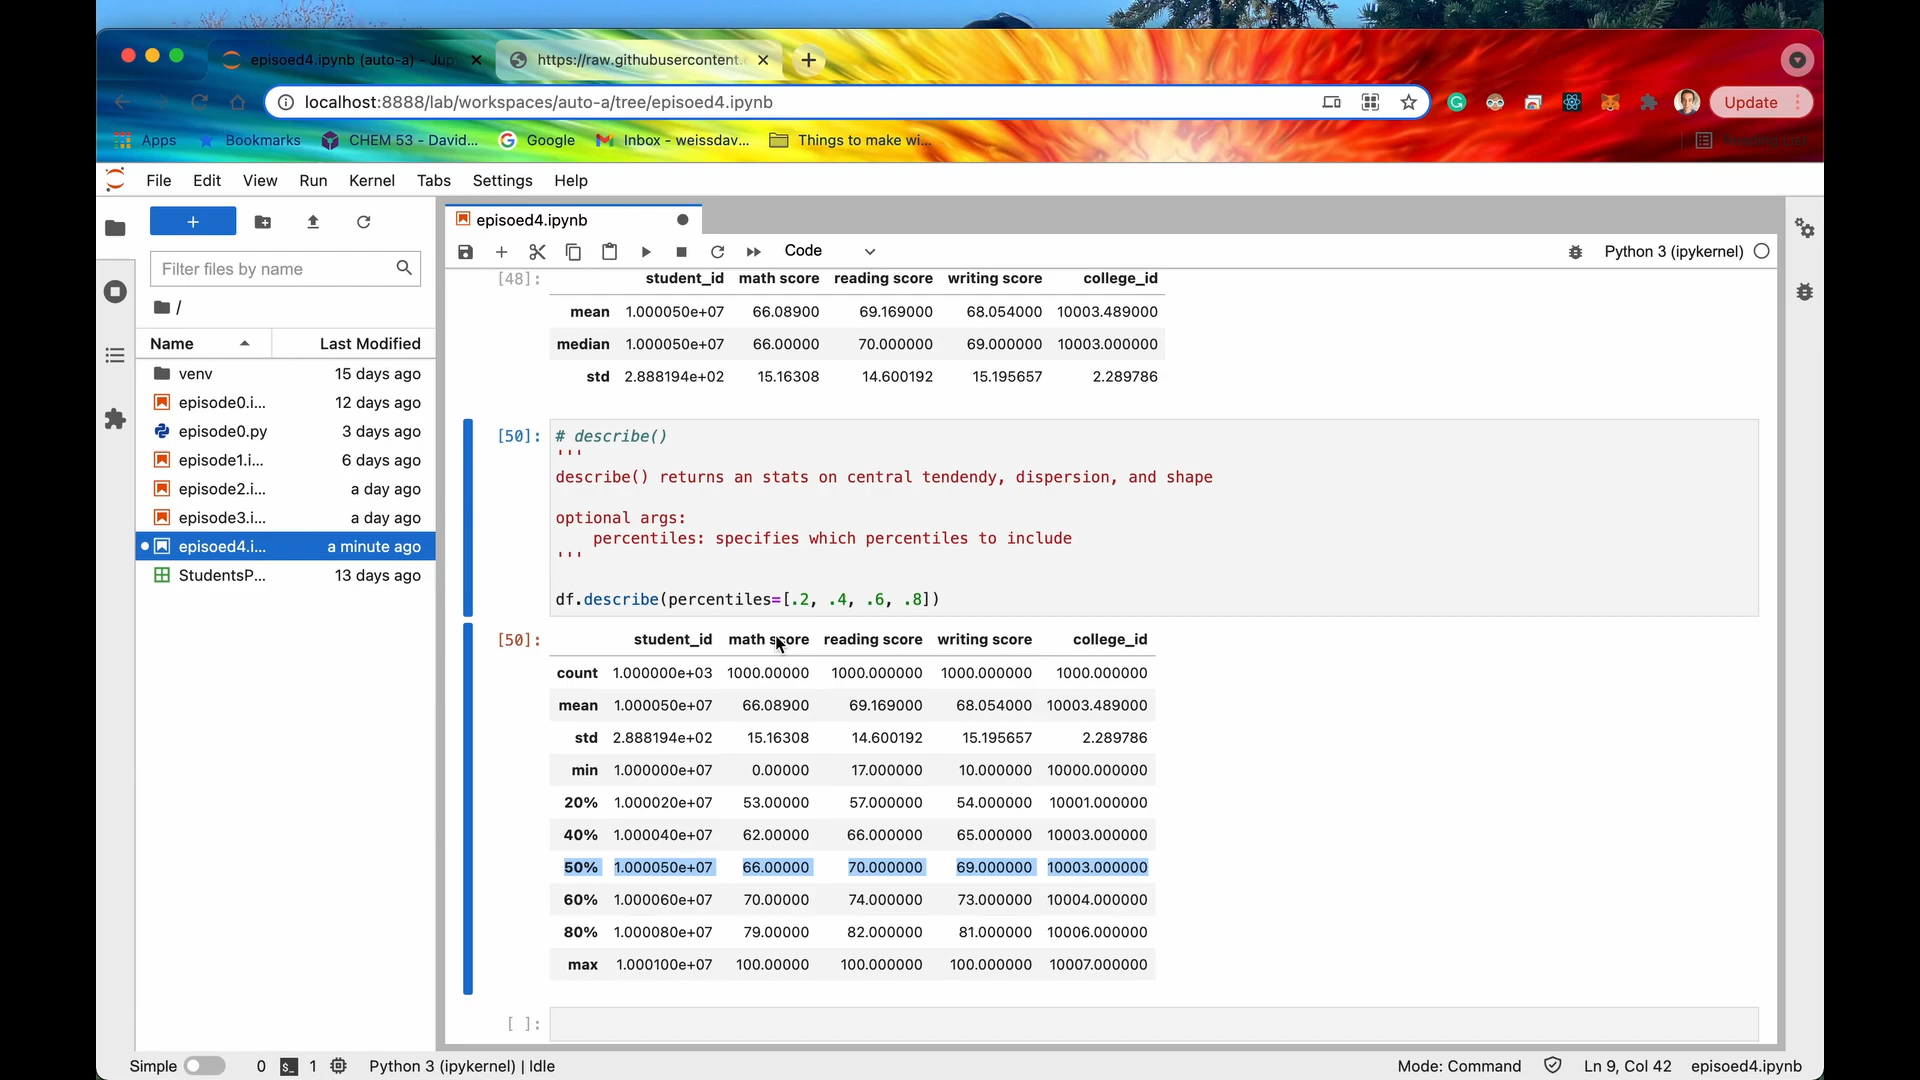 episoed4.ipynb (auto-a) - Jup
https://raw.githubusercontent.
localhost:8888/lab/workspaces/auto-a/tree/episoed4.ipynb
Update
Apps
Bookmarks
CHEM 53 - David...
Google
Inbox - weissdav...
Things to make wi...
File Edit View Run Kernel Tabs Settings Help
+
Filter files by name
/
Name Last Modified
venv 15 days ago
episode0.i... 12 days ago
episode0.py 3 days ago
episode1.i... 6 days ago
episode2.i... a day ago
episode3.i... a day ago
episoed4.i... a minute ago
StudentsP... 13 days ago
episoed4.ipynb
Code
Python 3 (ipykernel)
[48]: student_id math score reading score writing score college_id
mean 1.000050e+07 66.08900 69.169000 68.054000 10003.489000
median 1.000050e+07 66.00000 70.000000 69.000000 10003.000000
std 2.888194e+02 15.16308 14.600192 15.195657 2.289786
[50]: # describe()
'''
describe() returns an stats on central tendendy, dispersion, and shape
optional args:
percentiles: specifies which percentiles to include
'''
df.describe(percentiles=[.2, .4, .6, .8])
[50]: student_id math score reading score writing score college_id
count 1.000000e+03 1000.00000 1000.000000 1000.000000 1000.000000
mean 1.000050e+07 66.08900 69.169000 68.054000 10003.489000
std 2.888194e+02 15.16308 14.600192 15.195657 2.289786
min 1.000000e+07 0.00000 17.000000 10.000000 10000.000000
20% 1.000020e+07 53.00000 57.000000 54.000000 10001.000000
40% 1.000040e+07 62.00000 66.000000 65.000000 10003.000000
50% 1.000050e+07 66.00000 70.000000 69.000000 10003.000000
60% 1.000060e+07 70.00000 74.000000 73.000000 10004.000000
80% 1.000080e+07 79.00000 82.000000 81.000000 10006.000000
max 1.000100e+07 100.00000 100.000000 100.000000 10007.000000
[ ]:
Simple 0 1 Python 3 (ipykernel) | Idle
Mode: Command Ln 9, Col 42 episoed4.ipynb